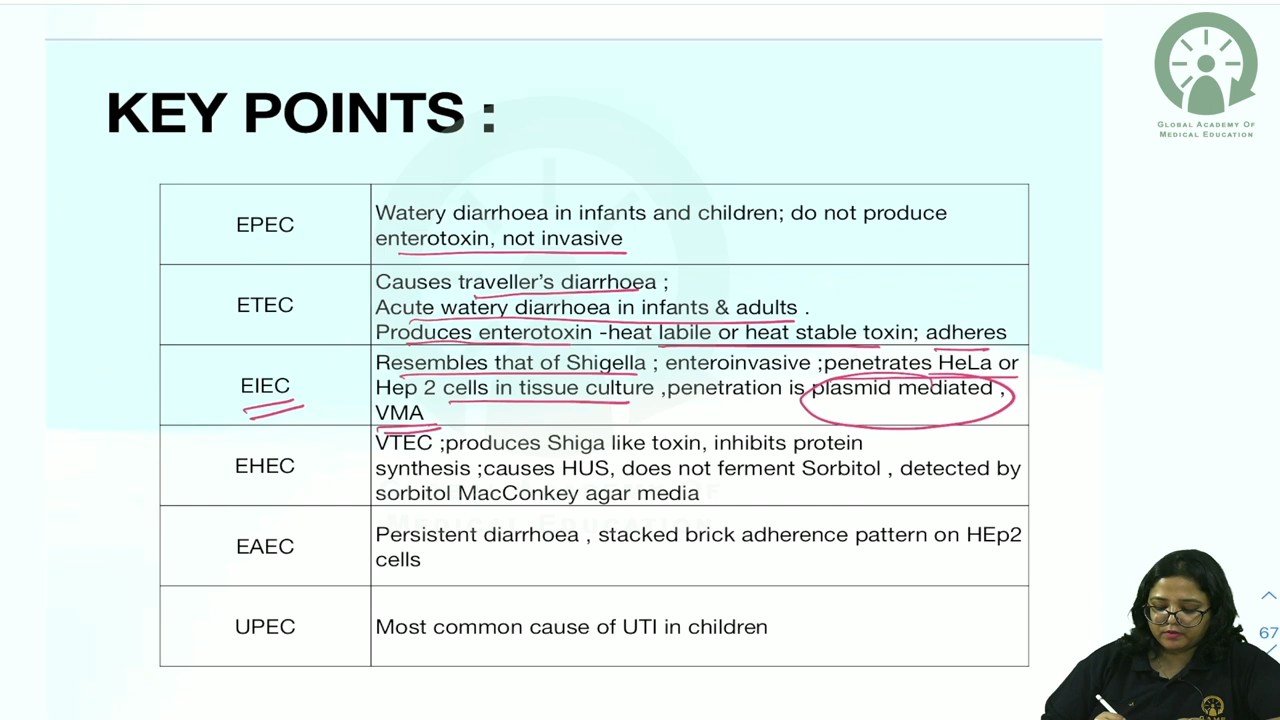 KEY POINTS :
GLOBAL ACADEMY OF
MEDICAL EDUCATION
EPEC
Watery diarrhoea in infants and children; do not produce
enterotoxin, not invasive
ETEC
Causes traveller's diarrhoea ;
Acute watery diarrhoea in infants & adults .
Produces enterotoxin -heat labile or heat stable toxin; adheres
EIEC
Resembles that of Shigella ; enteroinvasive ;penetrates HeLa or
Hep 2 cells in tissue culture ,penetration is plasmid mediated ,
VMA
EHEC
VTEC ;produces Shiga like toxin, inhibits protein
synthesis ;causes HUS, does not ferment Sorbitol , detected by
sorbitol MacConkey agar media
EAEC
Persistent diarrhoea , stacked brick adherence pattern on HEp2
cells
UPEC
Most common cause of UTI in children
67